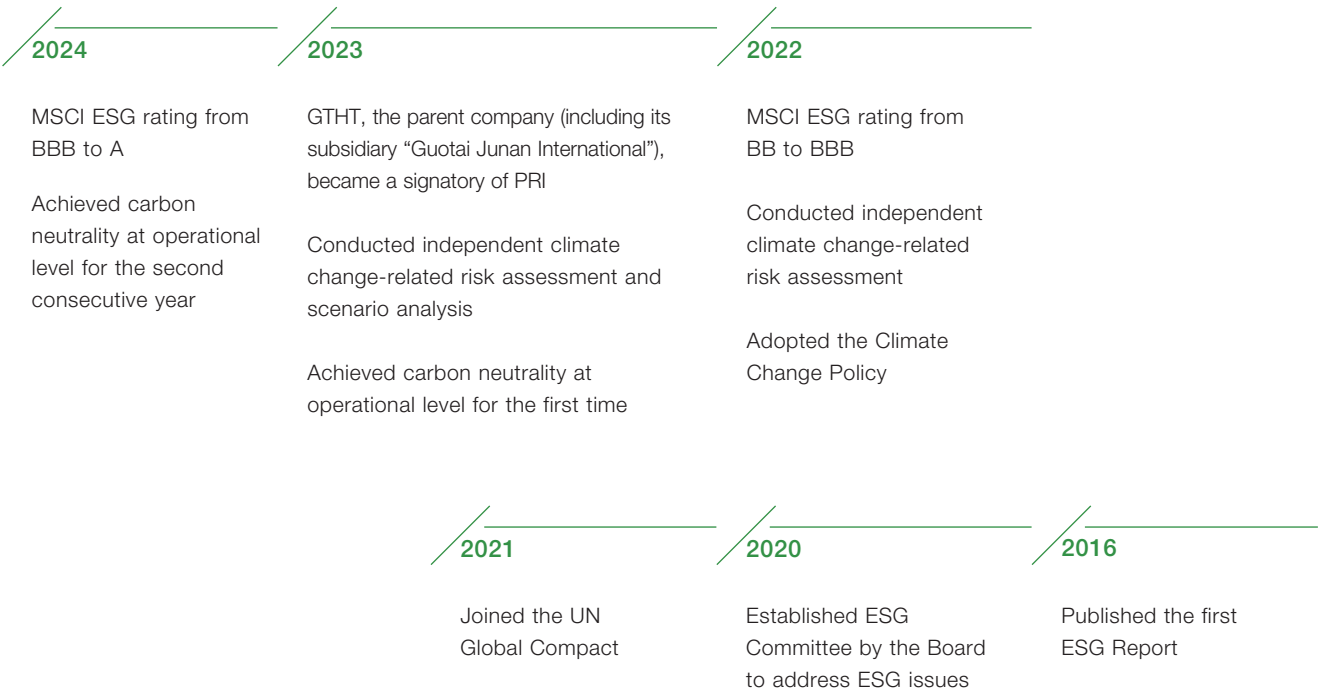 2024
MSCI ESG rating from
BBB to A
Achieved carbon
neutrality at operational
level for the second
consecutive year
2023
GTHT, the parent company (including its
subsidiary “Guotai Junan International”),
became a signatory of PRI
Conducted independent climate
change-related risk assessment and
scenario analysis
Achieved carbon neutrality at
operational level for the first time
2022
MSCI ESG rating from
BB to BBB
Conducted independent
climate change-related
risk assessment
Adopted the Climate
Change Policy
2021
Joined the UN
Global Compact
2020
Established ESG
Committee by the Board
to address ESG issues
2016
Published the first
ESG Report